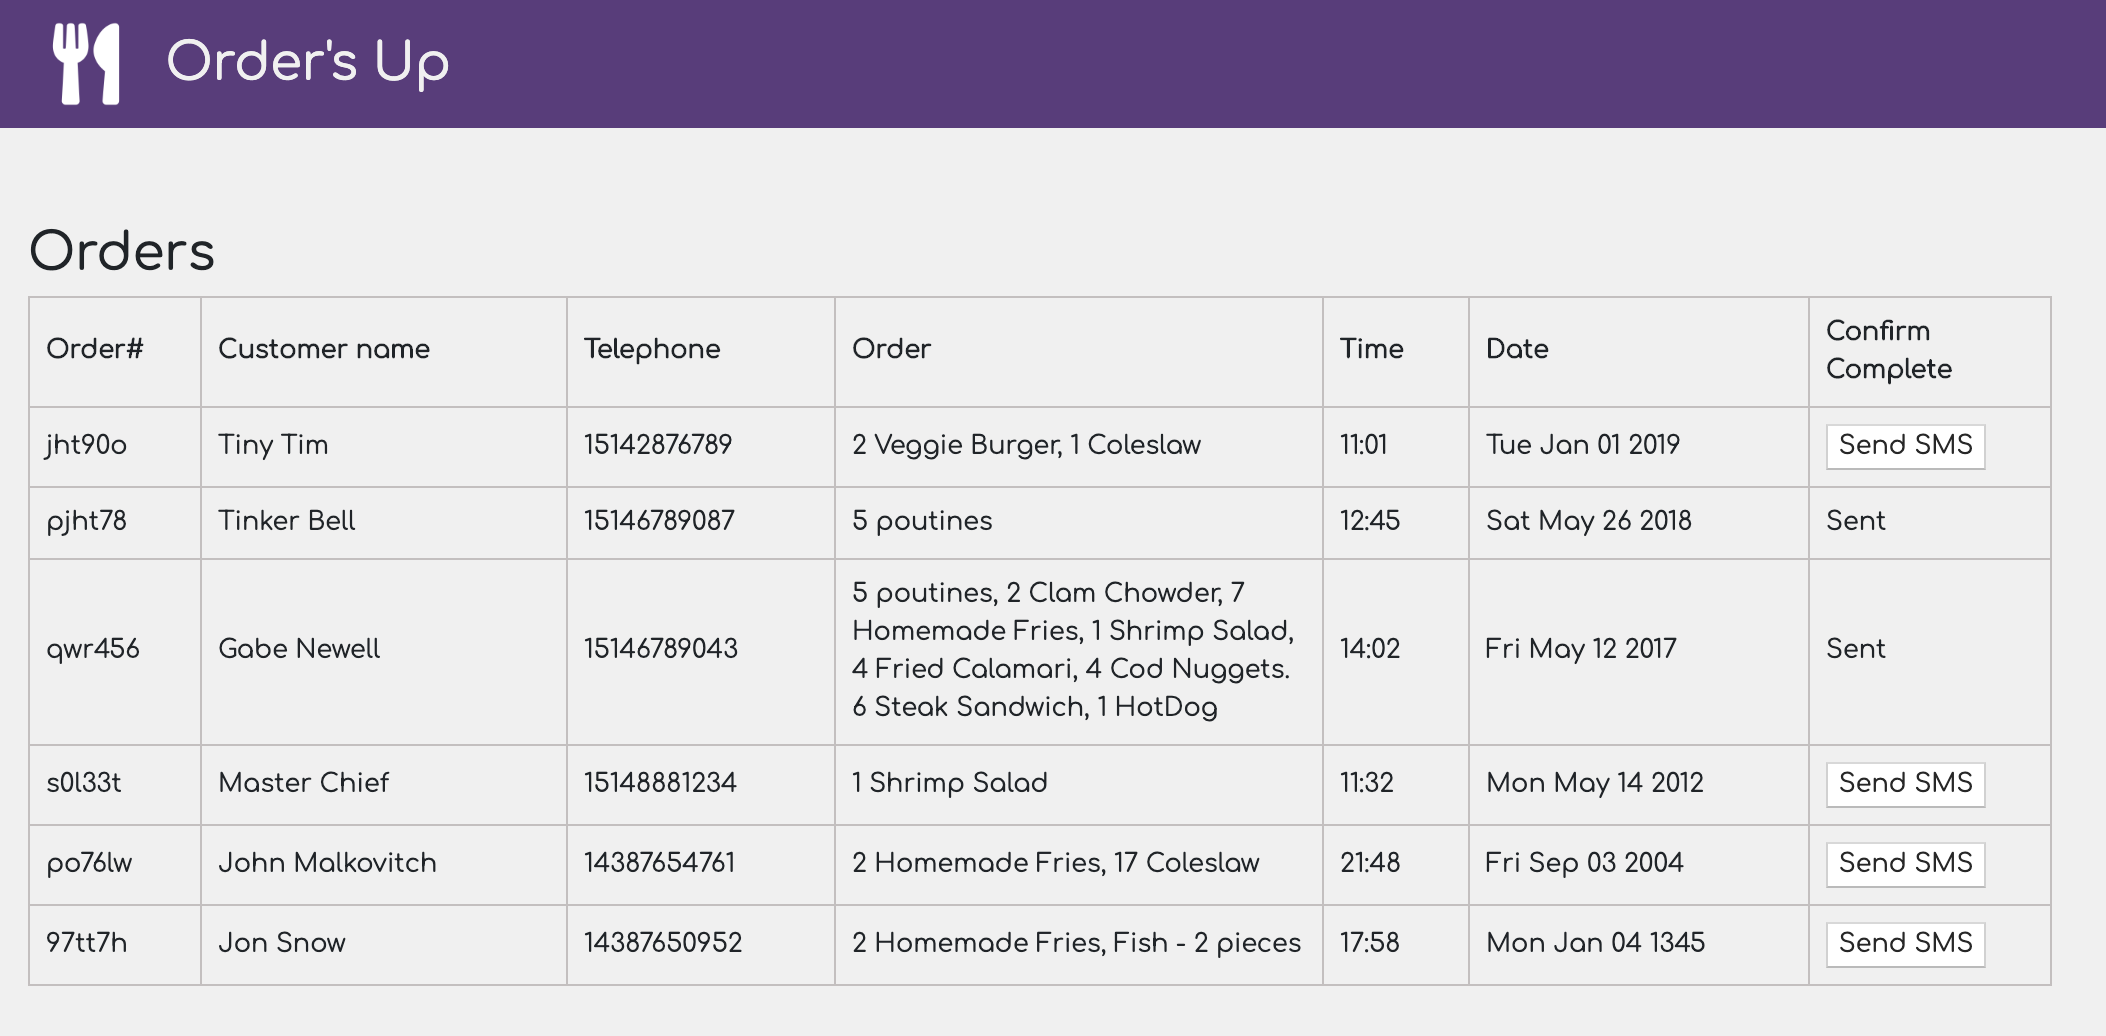 Order's Up
Orders
Order# Customer name Telephone Order Time Date Confirm
Complete
jht90o Tiny Tim 15142876789 2 Veggie Burger, 1 Coleslaw 11:01 Tue Jan 01 2019 Send SMS
pjht78 Tinker Bell 15146789087 5 poutines 12:45 Sat May 26 2018 Sent
qwr456 Gabe Newell 15146789043 5 poutines, 2 Clam Chowder, 7
Homemade Fries, 1 Shrimp Salad,
4 Fried Calamari, 4 Cod Nuggets.
6 Steak Sandwich, 1 HotDog 14:02 Fri May 12 2017 Sent
s0l33t Master Chief 15148881234 1 Shrimp Salad 11:32 Mon May 14 2012 Send SMS
po76lw John Malkovitch 14387654761 2 Homemade Fries, 17 Coleslaw 21:48 Fri Sep 03 2004 Send SMS
97tt7h Jon Snow 14387650952 2 Homemade Fries, Fish - 2 pieces 17:58 Mon Jan 04 1345 Send SMS